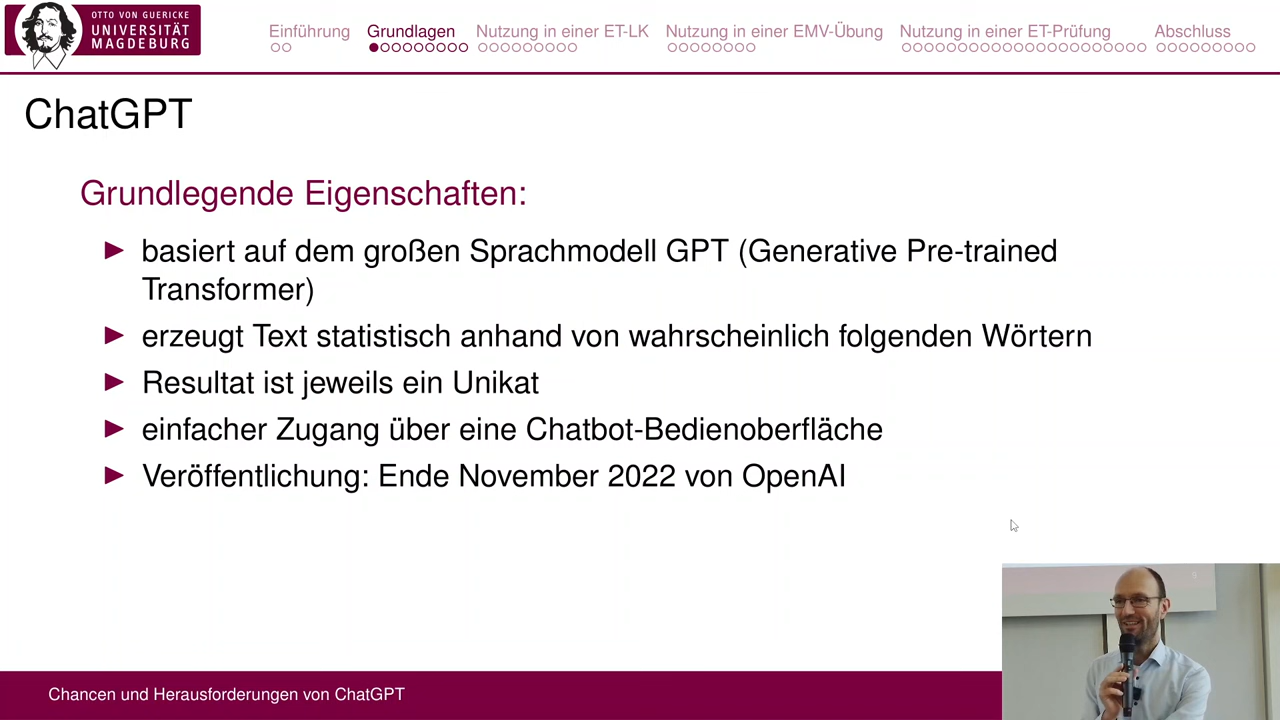 OTTO VON GUERICKE
UNIVERSITÄT
MAGDEBURG
Einführung
Grundlagen
Nutzung in einer ET-LK
Nutzung in einer EMV-Übung
Nutzung in einer ET-Prüfung
Abschluss
ChatGPT
Grundlegende Eigenschaften:
basiert auf dem großen Sprachmodell GPT (Generative Pre-trained
Transformer)
erzeugt Text statistisch anhand von wahrscheinlich folgenden Wörtern
Resultat ist jeweils ein Unikat
einfacher Zugang über eine Chatbot-Bedienoberfläche
Veröffentlichung: Ende November 2022 von OpenAI
Chancen und Herausforderungen von ChatGPT